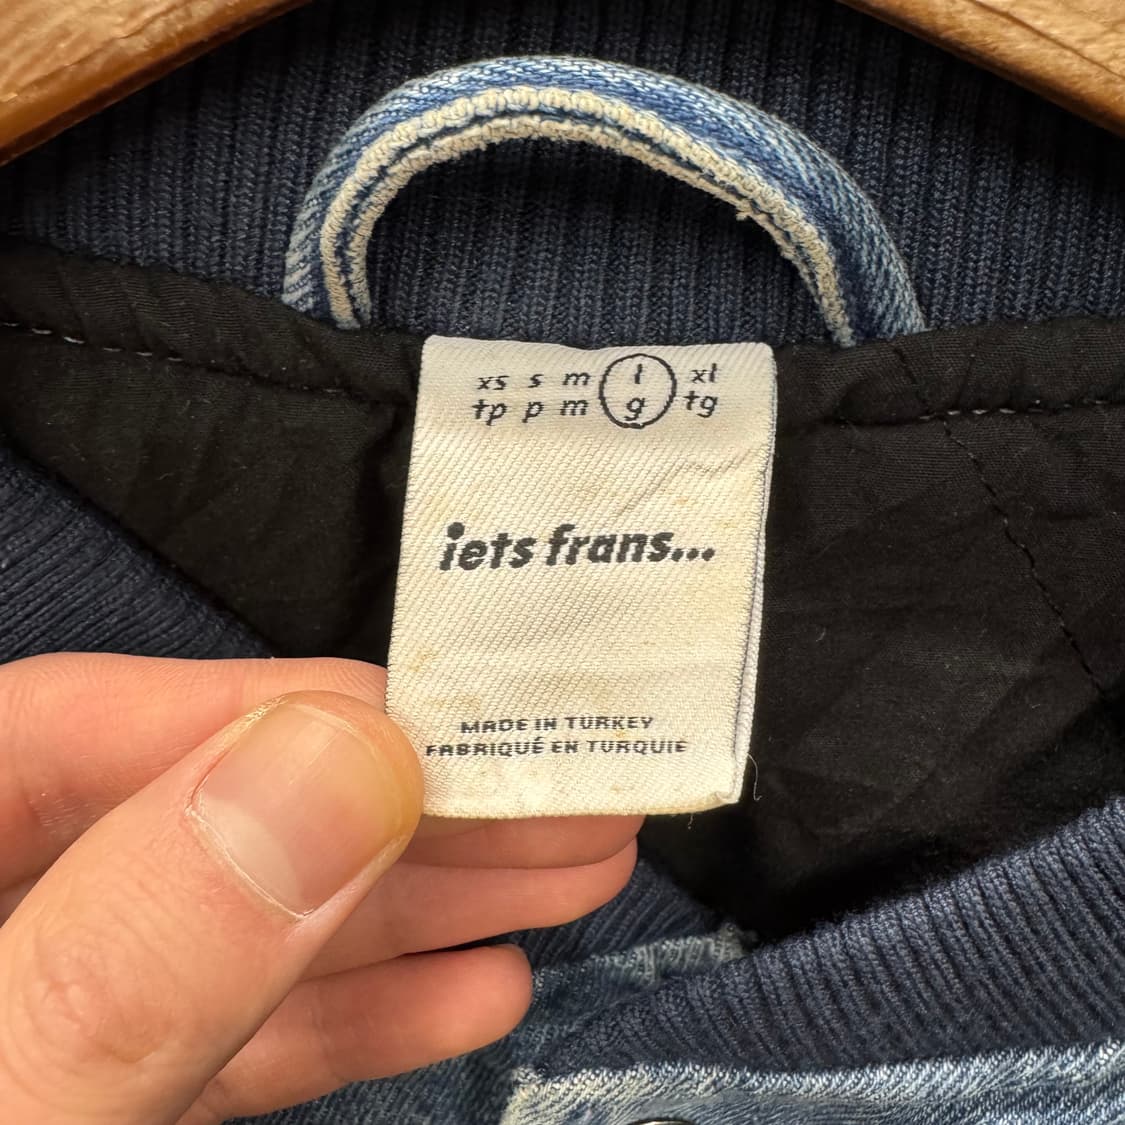 xs s m l xl
tp p m g tg
iets frans...
MADE IN TURKEY
FABRIQUÉ EN TURQUIE